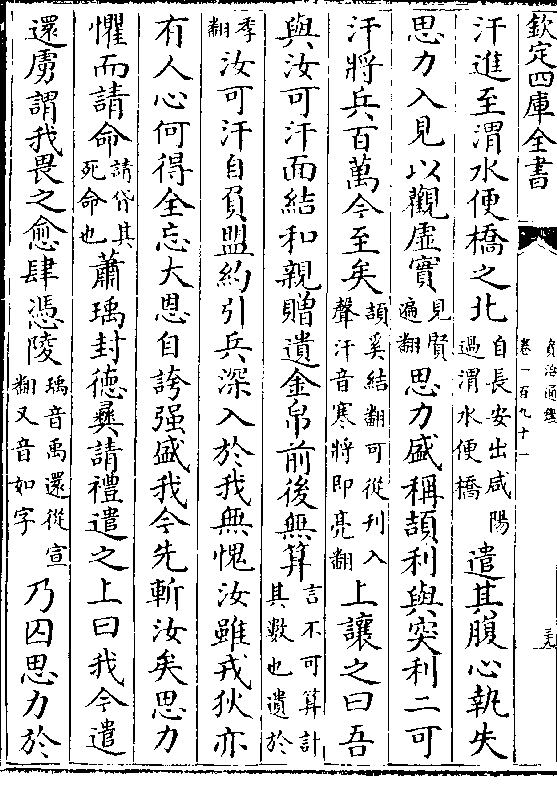 欽定四庫全書
資治通鑑
卷一百九十一
汗進至渭水便橋之北自長安出咸陽過渭水便橋遣其腹心執失
思力入見以觀虛實見賢遍翻思力盛稱頡利與突利二可
汗將兵百萬今至矣頡奚結翻可從刋入聲汗音寒將即亮翻上讓之曰吾
與汝可汗面結和親贈遺金帛前後無算言不可算計其數也遺於
季翻汝可汗自負盟約引兵深入於我無愧汝雖戎狄亦
有人心何得全忘大恩自誇强盛我今先斬汝矣思力
懼而請命請貸其死命也蕭瑀封德彝請禮遣之上曰我今遣
還虜謂我畏之愈肆憑陵瑀音禹還從宣翻又音如字乃囚思力於